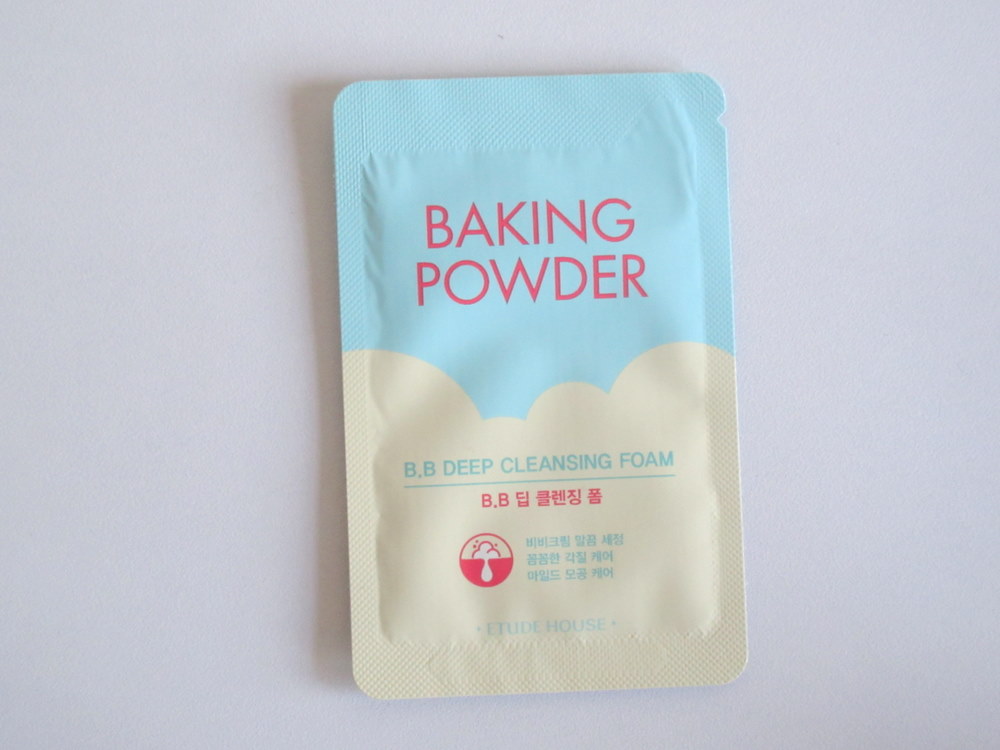 BAKING
POWDER
B.B DEEP CLEANSING FOAM
B.B 딥 클렌징 폼
비비크림 말끔 세정
꼼꼼한 각질 케어
마일드 모공 케어
• ETUDE HOUSE •